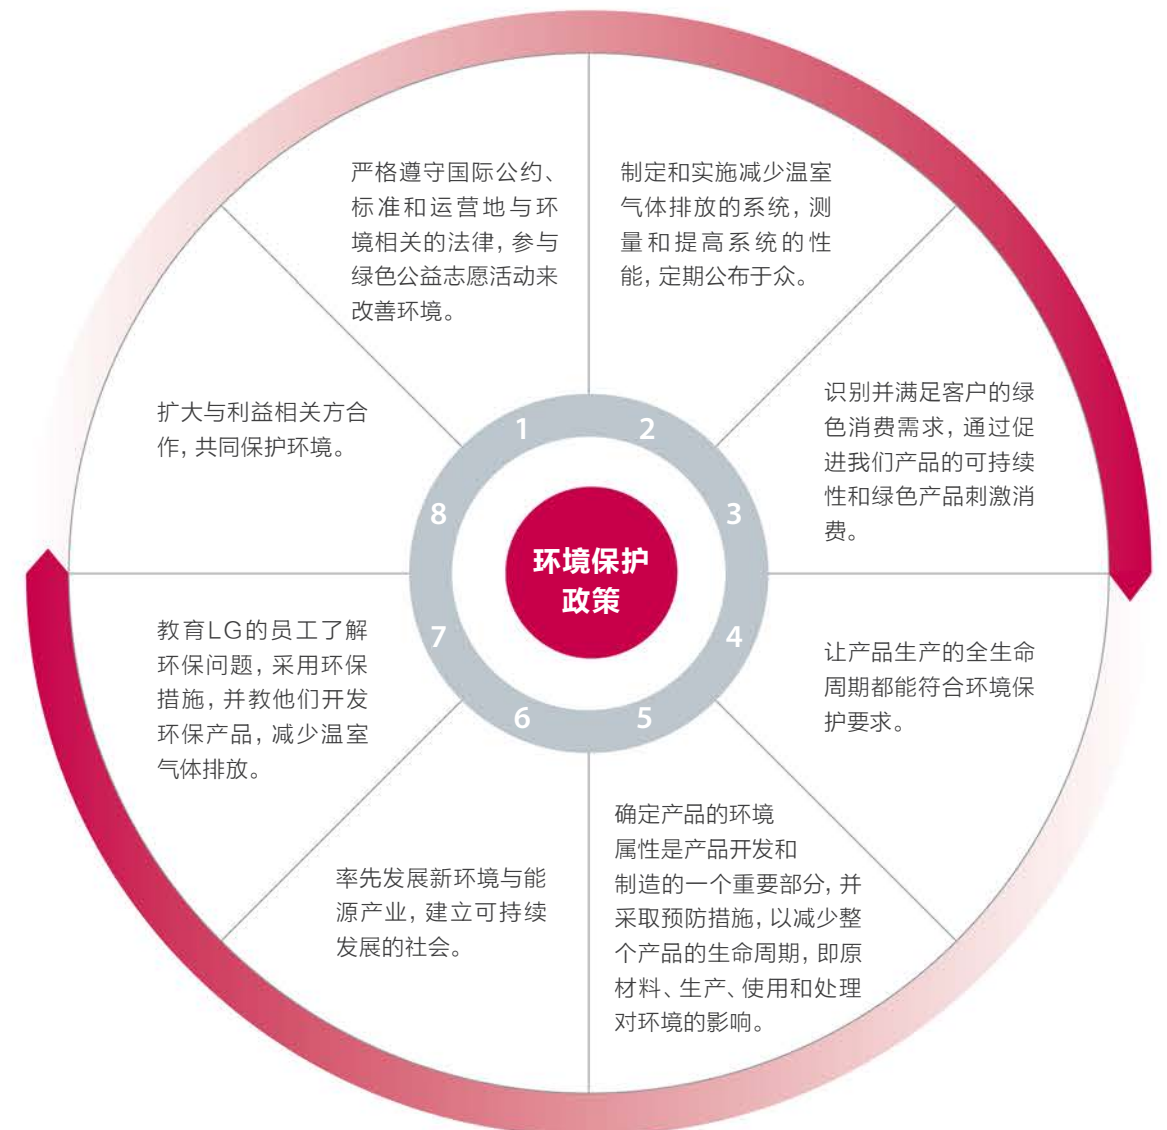 环境保护
政策
1
严格遵守国际公约、
标准和运营地与环
境相关的法律,参与
绿色公益志愿活动来
改善环境。
2
制定和实施减少温室
气体排放的系统,测
量和提高系统的性
能,定期公布于众。
3
识别并满足客户的绿
色消费需求,通过促
进我们产品的可持续
性和绿色产品刺激消
费。
4
让产品生产的全生命
周期都能符合环境保
护要求。
5
确定产品的环境
属性是产品开发和
制造的一个重要部分,并
采取预防措施,以减少整
个产品的生命周期,即原
材料、生产、使用和处理
对环境的影响。
6
率先发展新环境与能
源产业,建立可持续
发展的社会。
7
教育LG的员工了解
环保问题,采用环保
措施,并教他们开发
环保产品,减少温室
气体排放。
8
扩大与利益相关方合
作,共同保护环境。